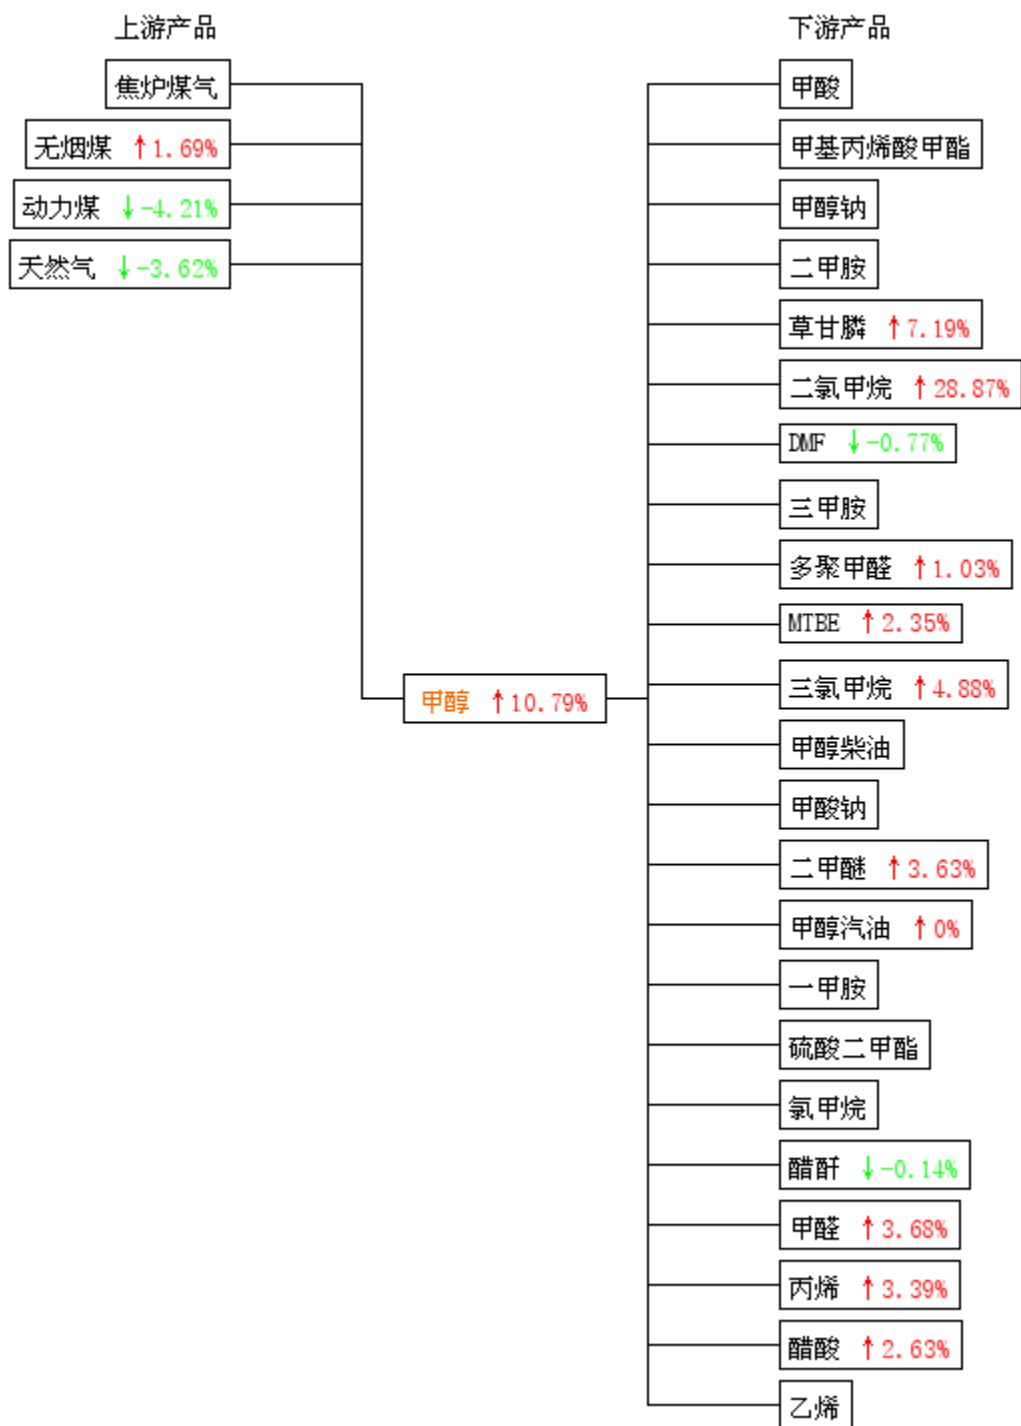 上游产品
焦炉煤气
无烟煤 ↑1.69%
动力煤 ↓-4.21%
天然气 ↓-3.62%
甲醇 ↑10.79%
下游产品
甲酸
甲基丙烯酸甲酯
甲醇钠
二甲胺
草甘膦 ↑7.19%
二氯甲烷 ↑28.87%
DMF ↓-0.77%
三甲胺
多聚甲醛 ↑1.03%
MTBE ↑2.35%
三氯甲烷 ↑4.88%
甲醇柴油
甲酸钠
二甲醚 ↑3.63%
甲醇汽油 ↑0%
一甲胺
硫酸二甲酯
氯甲烷
醋酐 ↓-0.14%
甲醛 ↑3.68%
丙烯 ↑3.39%
醋酸 ↑2.63%
乙烯